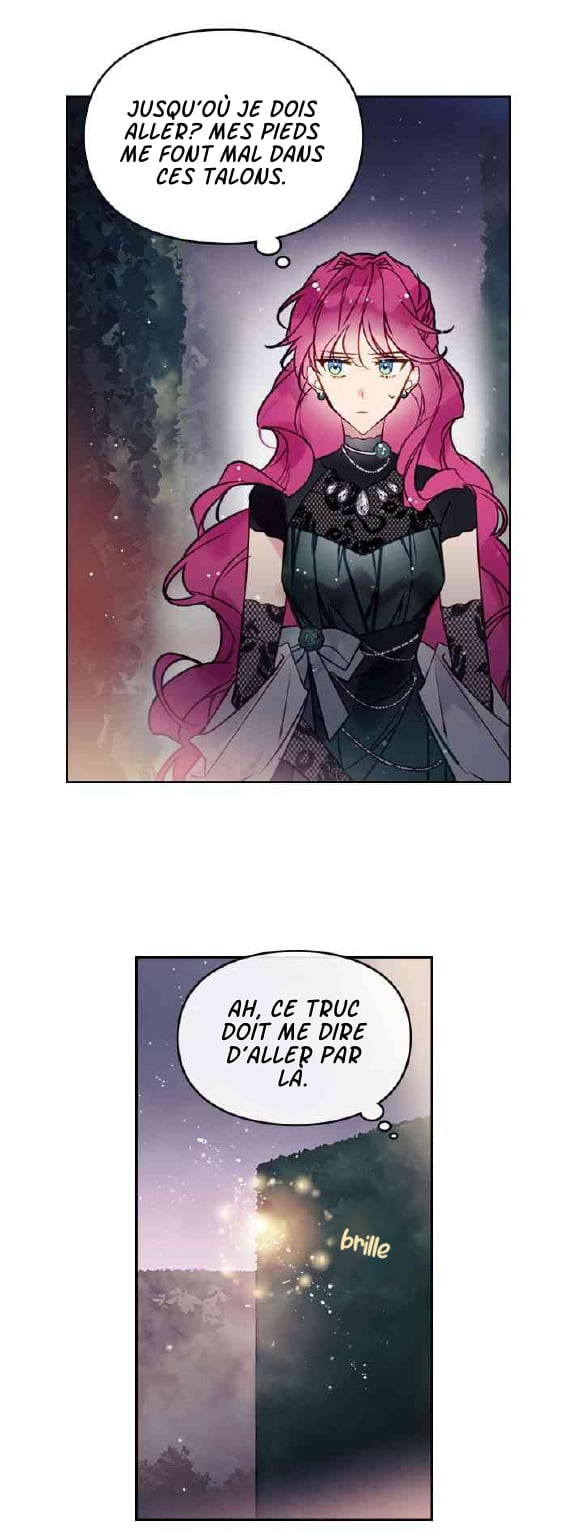 JUSQU'OÙ JE DOIS
ALLER? MES PIEDS
ME FONT MAL DANS
CES TALONS.
AH, CE TRUC
DOIT ME DIRE
D'ALLER PAR
LÀ.
brille